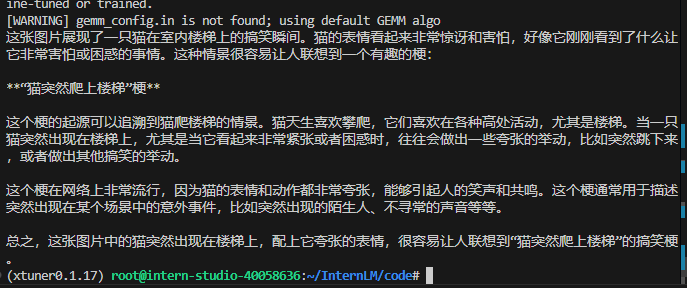 ine-tuned or trained.
[WARNING] gemm_config.in is not found; using default GEMM algo
这张图片展现了一只猫在室内楼梯上的搞笑瞬间。猫的表情看起来非常惊讶和害怕，好像它刚刚看到了什么让
它非常害怕或困惑的事情。这种情景很容易让人联想到一个有趣的梗：
**“猫突然爬上楼梯”梗**
这个梗的起源可以追溯到猫爬楼梯的情景。猫天生喜欢攀爬，它们喜欢在各种高处活动，尤其是楼梯。当一只
猫突然出现在楼梯上，尤其是当它看起来非常紧张或者困惑时，往往会做出一些夸张的举动，比如突然跳下来
，或者做出其他搞笑的举动。
这个梗在网络上非常流行，因为猫的表情和动作都非常夸张，能够引起人的笑声和共鸣。这个梗通常用于描述
突然出现在某个场景中的意外事件，比如突然出现的陌生人、不寻常的声音等等。
总之，这张图片中的猫突然出现在楼梯上，配上它夸张的表情，很容易让人联想到“猫突然爬上楼梯”的搞笑梗
。
(xtuner0.1.17) root@intern-studio-40058636:~/InternLM/code#